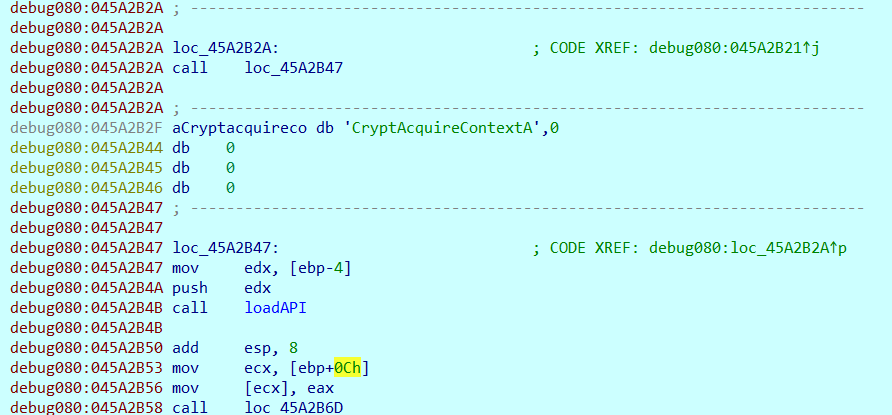 debug080:045A2B2A ; ---------------------------------------------------------------------------
debug080:045A2B2A
debug080:045A2B2A loc_45A2B2A: ; CODE XREF: debug080:045A2B21↑j
debug080:045A2B2A call loc_45A2B47
debug080:045A2B2A
debug080:045A2B2A ; ---------------------------------------------------------------------------
debug080:045A2B2F aCryptacquireco db 'CryptAcquireContextA',0
debug080:045A2B44 db 0
debug080:045A2B45 db 0
debug080:045A2B46 db 0
debug080:045A2B47 ; ---------------------------------------------------------------------------
debug080:045A2B47
debug080:045A2B47 loc_45A2B47: ; CODE XREF: debug080:loc_45A2B2A↑p
debug080:045A2B47 mov edx, [ebp-4]
debug080:045A2B4A push edx
debug080:045A2B4B call loadAPI
debug080:045A2B4B
debug080:045A2B50 add esp, 8
debug080:045A2B53 mov ecx, [ebp+0Ch]
debug080:045A2B56 mov [ecx], eax
debug080:045A2B58 call loc_45A2B6D